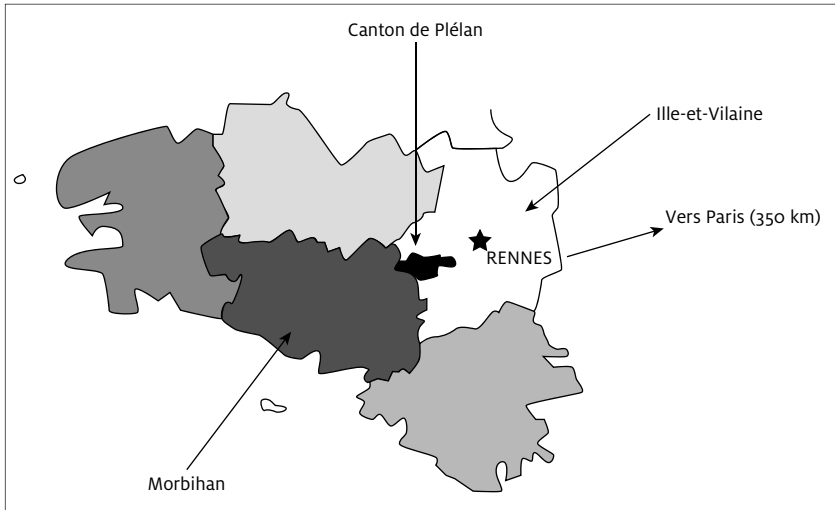 Canton de Plélan
Ille-et-Vilaine
Vers Paris (350 km)
RENNES
Morbihan